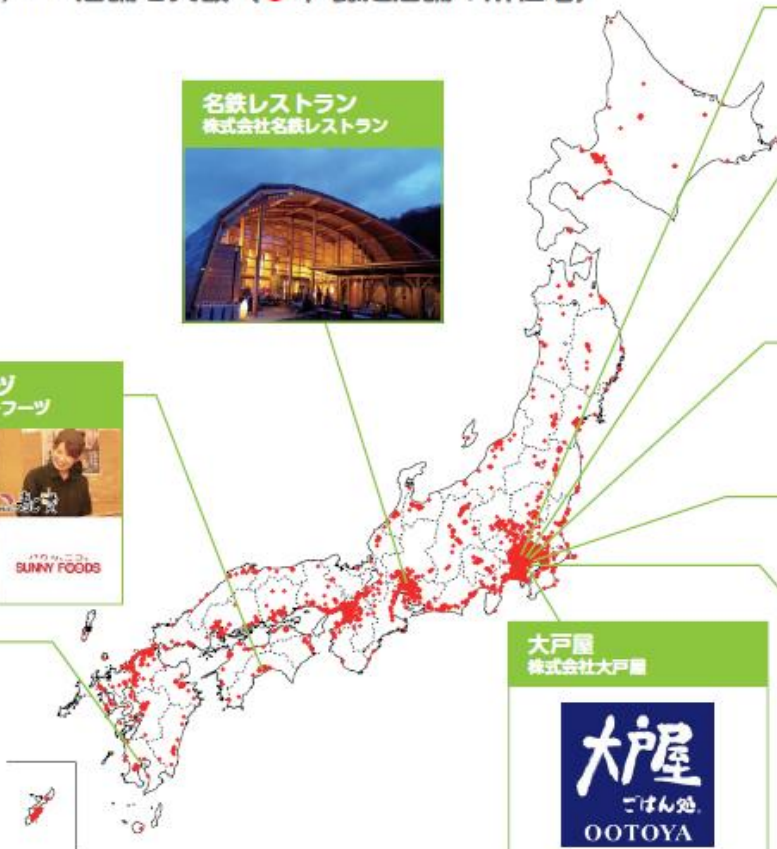 名鉄レストラン
株式会社名鉄レストラン
ヅ
フーヅ
SUNNY FOODS
大戸屋
株式会社大戸屋
大戸屋
ごはん処。
OOTOYA